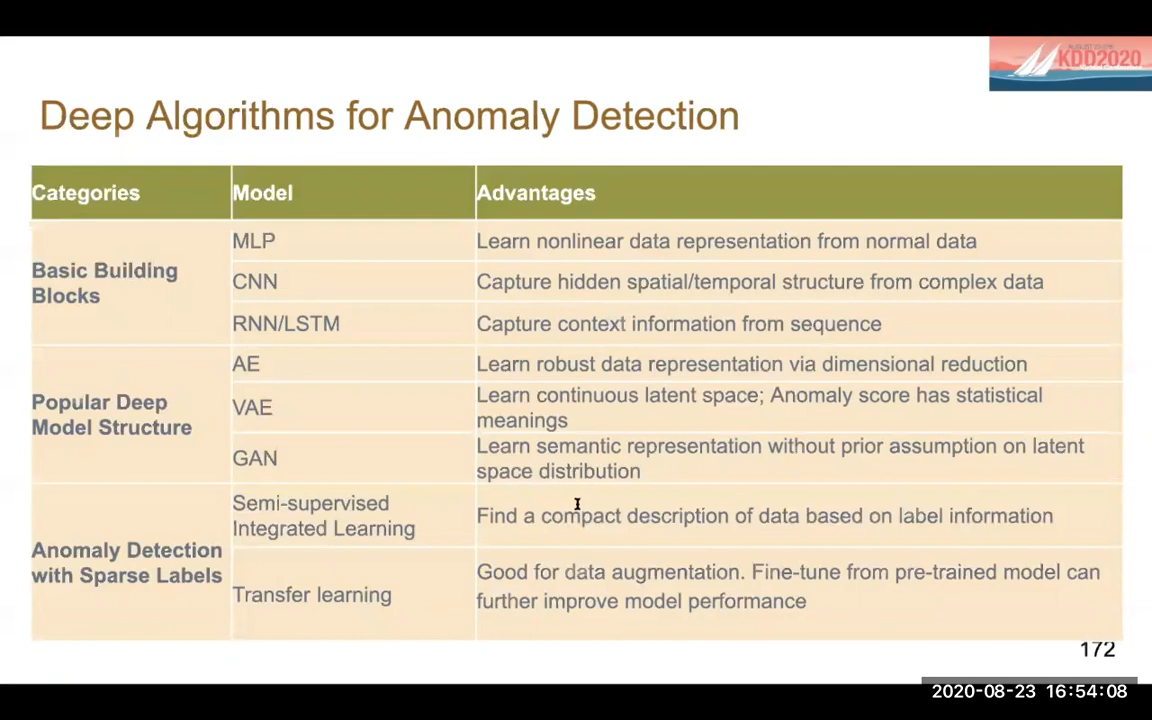 KDD2020
Deep Algorithms for Anomaly Detection
Categories Model Advantages
Basic Building
Blocks
MLP Learn nonlinear data representation from normal data
CNN Capture hidden spatial/temporal structure from complex data
RNN/LSTM Capture context information from sequence
Popular Deep
Model Structure
AE Learn robust data representation via dimensional reduction
VAE
Learn continuous latent space; Anomaly score has statistical
meanings
GAN
Learn semantic representation without prior assumption on latent
space distribution
Anomaly Detection
with Sparse Labels
Semi-supervised
Integrated Learning
Find a compact description of data based on label information
Transfer learning
Good for data augmentation. Fine-tune from pre-trained model can
further improve model performance
172
2020-08-23 16:54:08